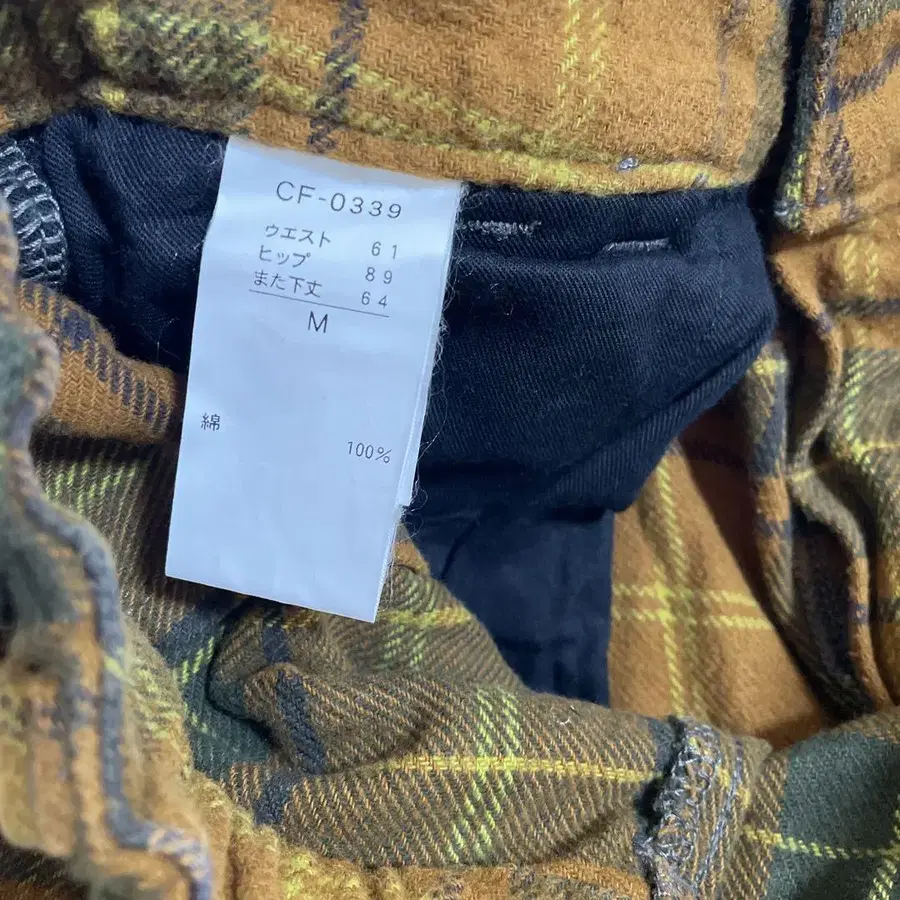 CF-0339
ウエスト 61
ヒップ 89
また下丈 64
M
綿 100%